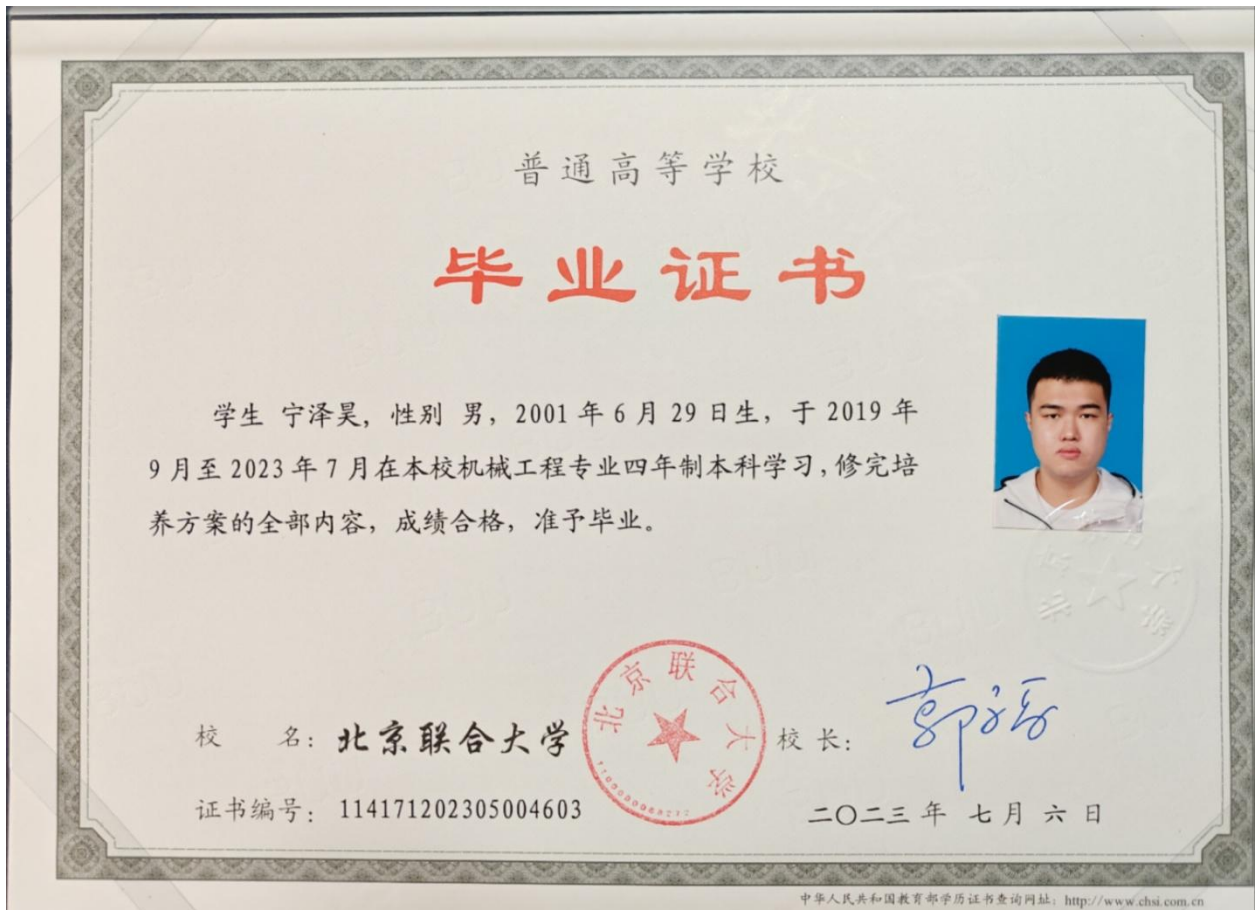 普通高等学校
毕业证书
学生 宁泽昊, 性别 男, 2001 年 6 月 29 日生, 于 2019 年
9 月至 2023 年 7 月在本校机械工程专业四年制本科学习, 修完培
养方案的全部内容, 成绩合格, 准予毕业。
校 名: 北京联合大学
北京联合大学
校长:
证书编号: 114171202305004603
二〇二三年 七月 六日
中华人民共和国教育部学历证书查询网址: http://www.chsi.com.cn